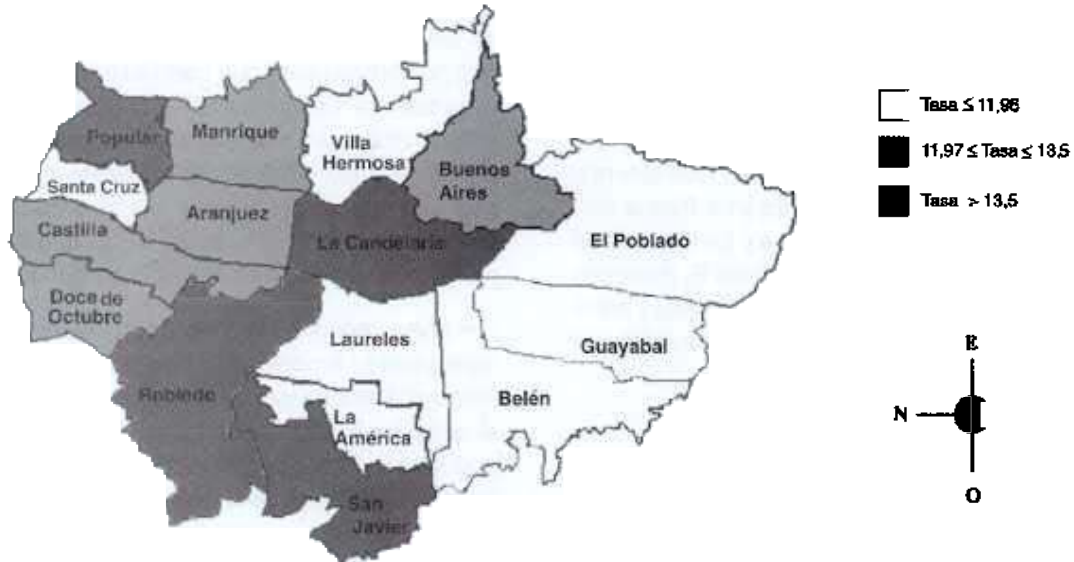 Popular
Manrique
Villa
Hermosa
Buenos
Aires
Santa Cruz
Aranjuez
Castilla
La Candelaria
El Poblado
Doce de
Octubre
Laureles
Guayabal
Robledo
Belén
La
América
San
Javier
Tasa ≤ 11,96
11,97 ≤ Tasa ≤ 13,5
Tasa > 13,5
E
N
O